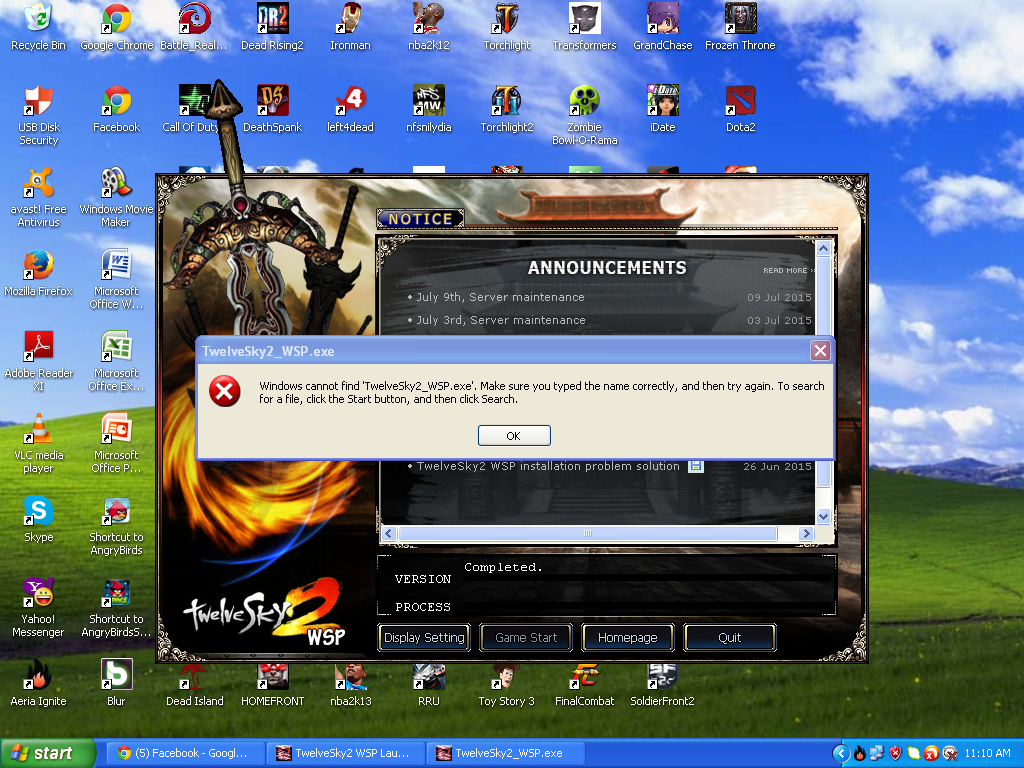 Recycle Bin
Google Chrome
Battle_Real...
Dead Rising2
Ironman
nba2k12
Torchlight
Transformers
GrandChase
Frozen Throne
USB Disk
Security
Facebook
Call Of Duty
DeathSpank
left4dead
nfsnilydia
Torchlight2
Zombie
Bowl-O-Rama
iDate
Dota2
avast! Free
Antivirus
Windows Movie
Maker
Mozilla Firefox
Microsoft
Office W...
Adobe Reader
XI
Microsoft
Office Ex...
VLC media
player
Microsoft
Office P...
Skype
Shortcut to
AngryBirds
Yahoo!
Messenger
Shortcut to
AngryBirdsS...
Aeria Ignite
Blur
Dead Island
HOMEFRONT
nba2k13
RRU
Toy Story 3
FinalCombat
SoldierFront2
NOTICE
ANNOUNCEMENTS
READ MORE
• July 9th, Server maintenance 09 Jul 2015
• July 3rd, Server maintenance 03 Jul 2015
TwelveSky2_WSP.exe
Windows cannot find 'TwelveSky2_WSP.exe'. Make sure you typed the name correctly, and then try again. To search
for a file, click the Start button, and then click Search.
OK
• TwelveSky2 WSP installation problem solution 26 Jun 2015
Completed.
VERSION
PROCESS
twelveSky2
WSP
Display Setting
Game Start
Homepage
Quit
start
(5) Facebook - Googl...
TwelveSky2 WSP Lau...
TwelveSky2_WSP.exe
11:10 AM